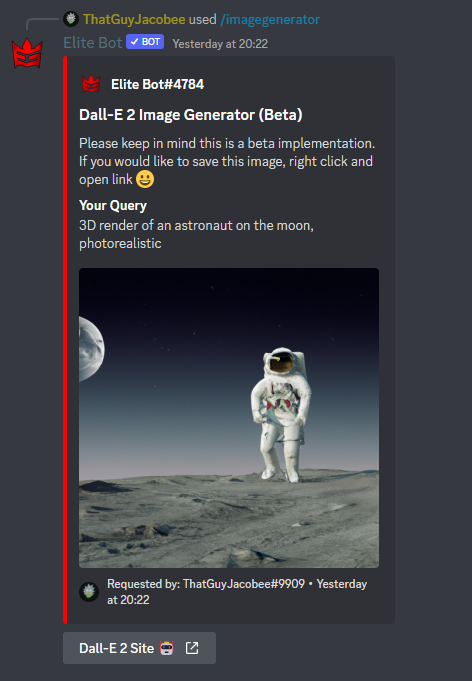 ThatGuyJacobee used /imagegenerator
Elite Bot ✓ BOT Yesterday at 20:22
Elite Bot#4784
Dall-E 2 Image Generator (Beta)
Please keep in mind this is a beta implementation.
If you would like to save this image, right click and
open link 😀
Your Query
3D render of an astronaut on the moon,
photorealistic
Requested by: ThatGuyJacobee#9909 • Yesterday
at 20:22
Dall-E 2 Site